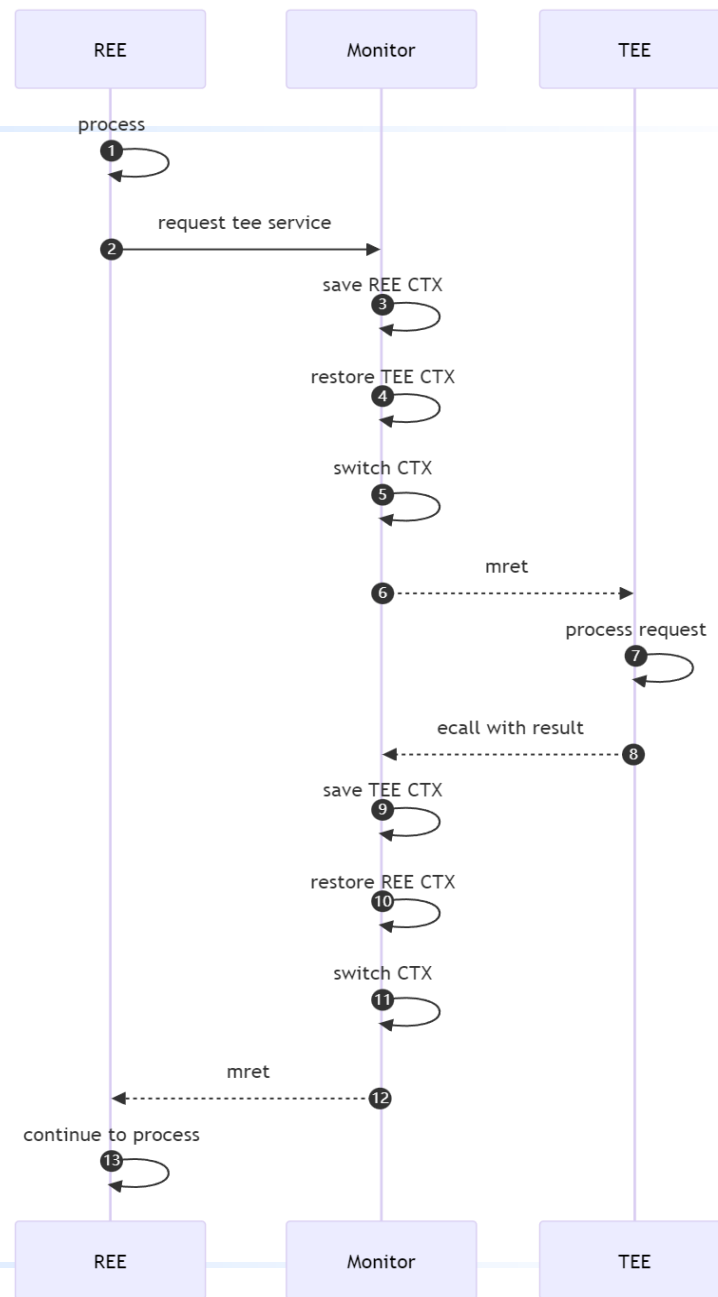 REE
Monitor
TEE
process
1
request tee service
2
save REE CTX
3
restore TEE CTX
4
switch CTX
5
mret
6
process request
7
ecall with result
8
save TEE CTX
9
restore REE CTX
10
switch CTX
11
mret
12
continue to process
13
REE
Monitor
TEE